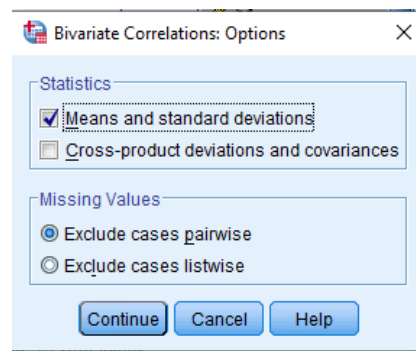 Bivariate Correlations: Options
Statistics
Means and standard deviations
Cross-product deviations and covariances
Missing Values
Exclude cases pairwise
Exclude cases listwise
Continue Cancel Help